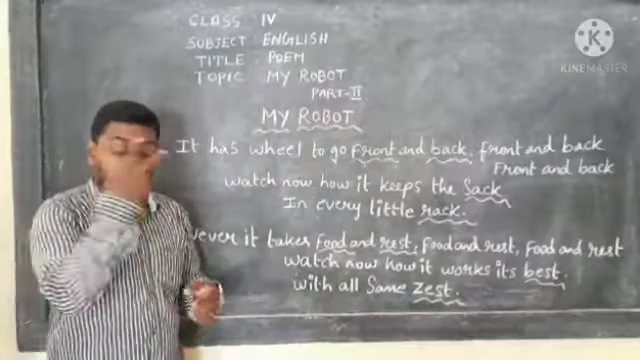 CLASS IV
SUBJECT : ENGLISH
TITLE : POEM
TOPIC : MY ROBOT
PART-II
MY ROBOT
It has wheel to go front and back, front and back
Front and back
watch now how it keeps the Sack
In every little rack.
it takes Food and rest, Food and rest, Food and rest
watch now how it works its best.
with all Same Zest.
KINEMASTER